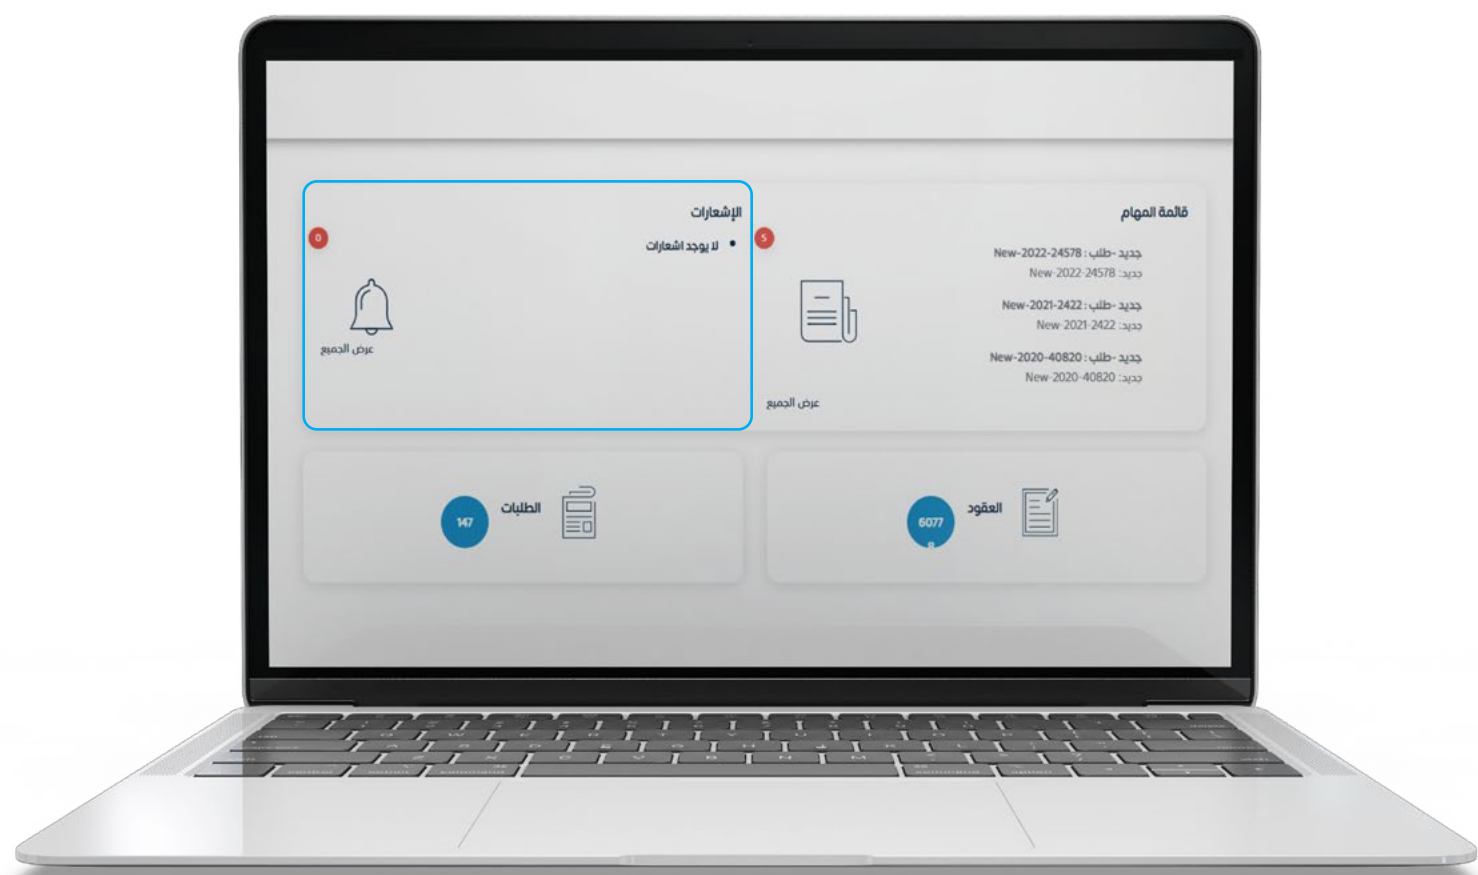 قائمة المهام
5
جديد -طلب : New-2022-24578
جديد: New-2022-24578
جديد -طلب : New-2021-2422
جديد: New-2021-2422
جديد -طلب : New-2020-40820
جديد: New-2020-40820
عرض الجميع
الإشعارات
0
لا يوجد اشعارات
عرض الجميع
العقود
6077
الطلبات
147